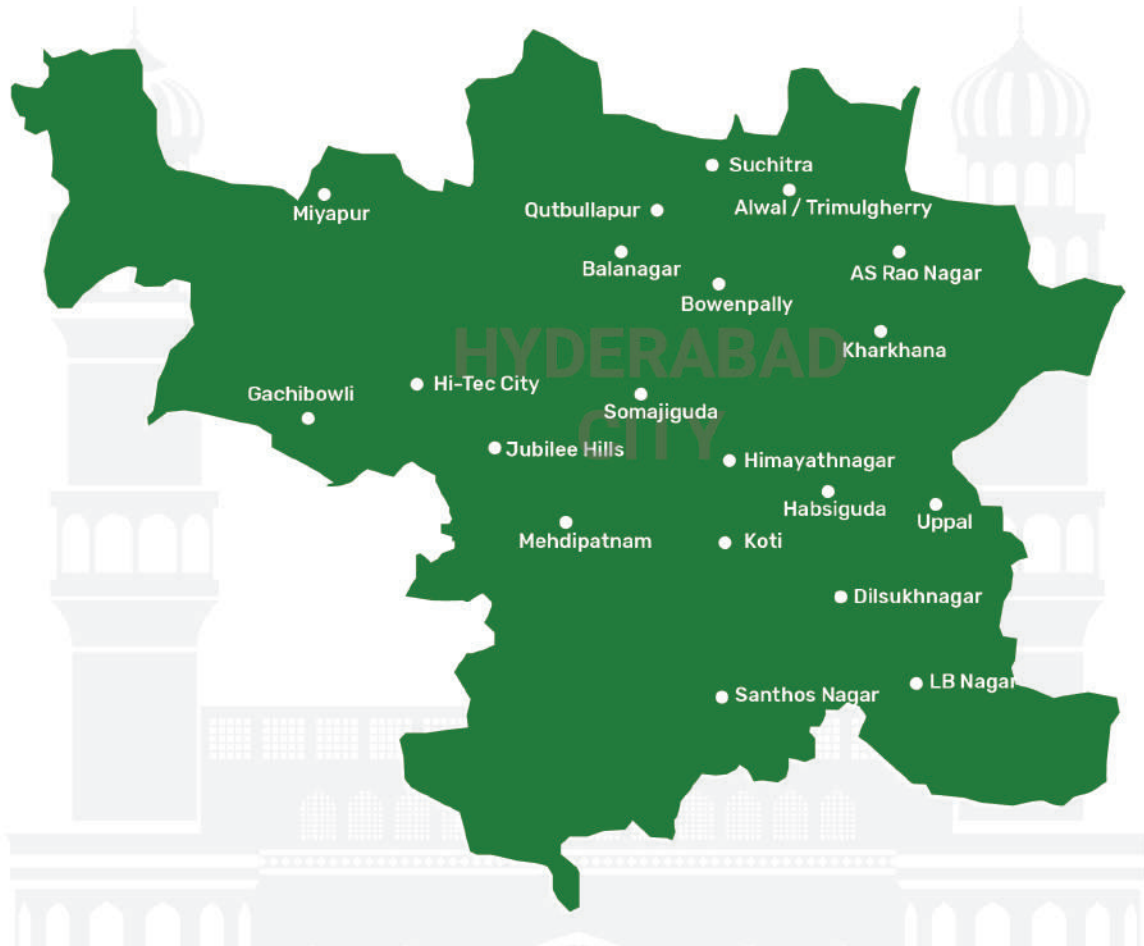 Suchitra
Miyapur
Qutbullapur
Alwal / Trimulgherry
Balanagar
AS Rao Nagar
Bowenpally
HYDERABAD
Kharkhana
Hi-Tec City
Gachibowli
Somajiguda
CITY
Jubilee Hills
Himayathnagar
Habsiguda
Uppal
Mehdipatnam
Koti
Dilsukhnagar
LB Nagar
Santhos Nagar